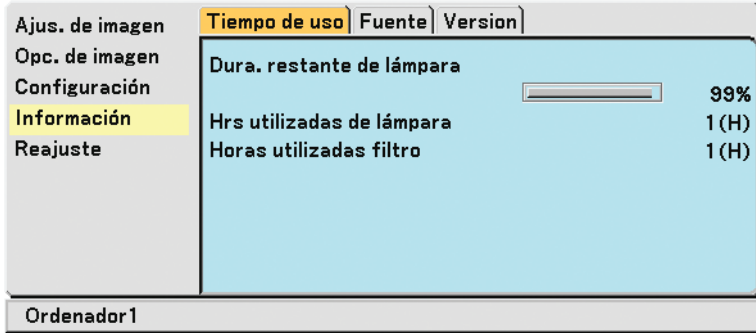 Ajus. de imagen
Opc. de imagen
Configuración
Información
Reajuste
Tiempo de uso Fuente Version
Dura. restante de lámpara
99%
Hrs utilizadas de lámpara 1(H)
Horas utilizadas filtro 1(H)
Ordenador1